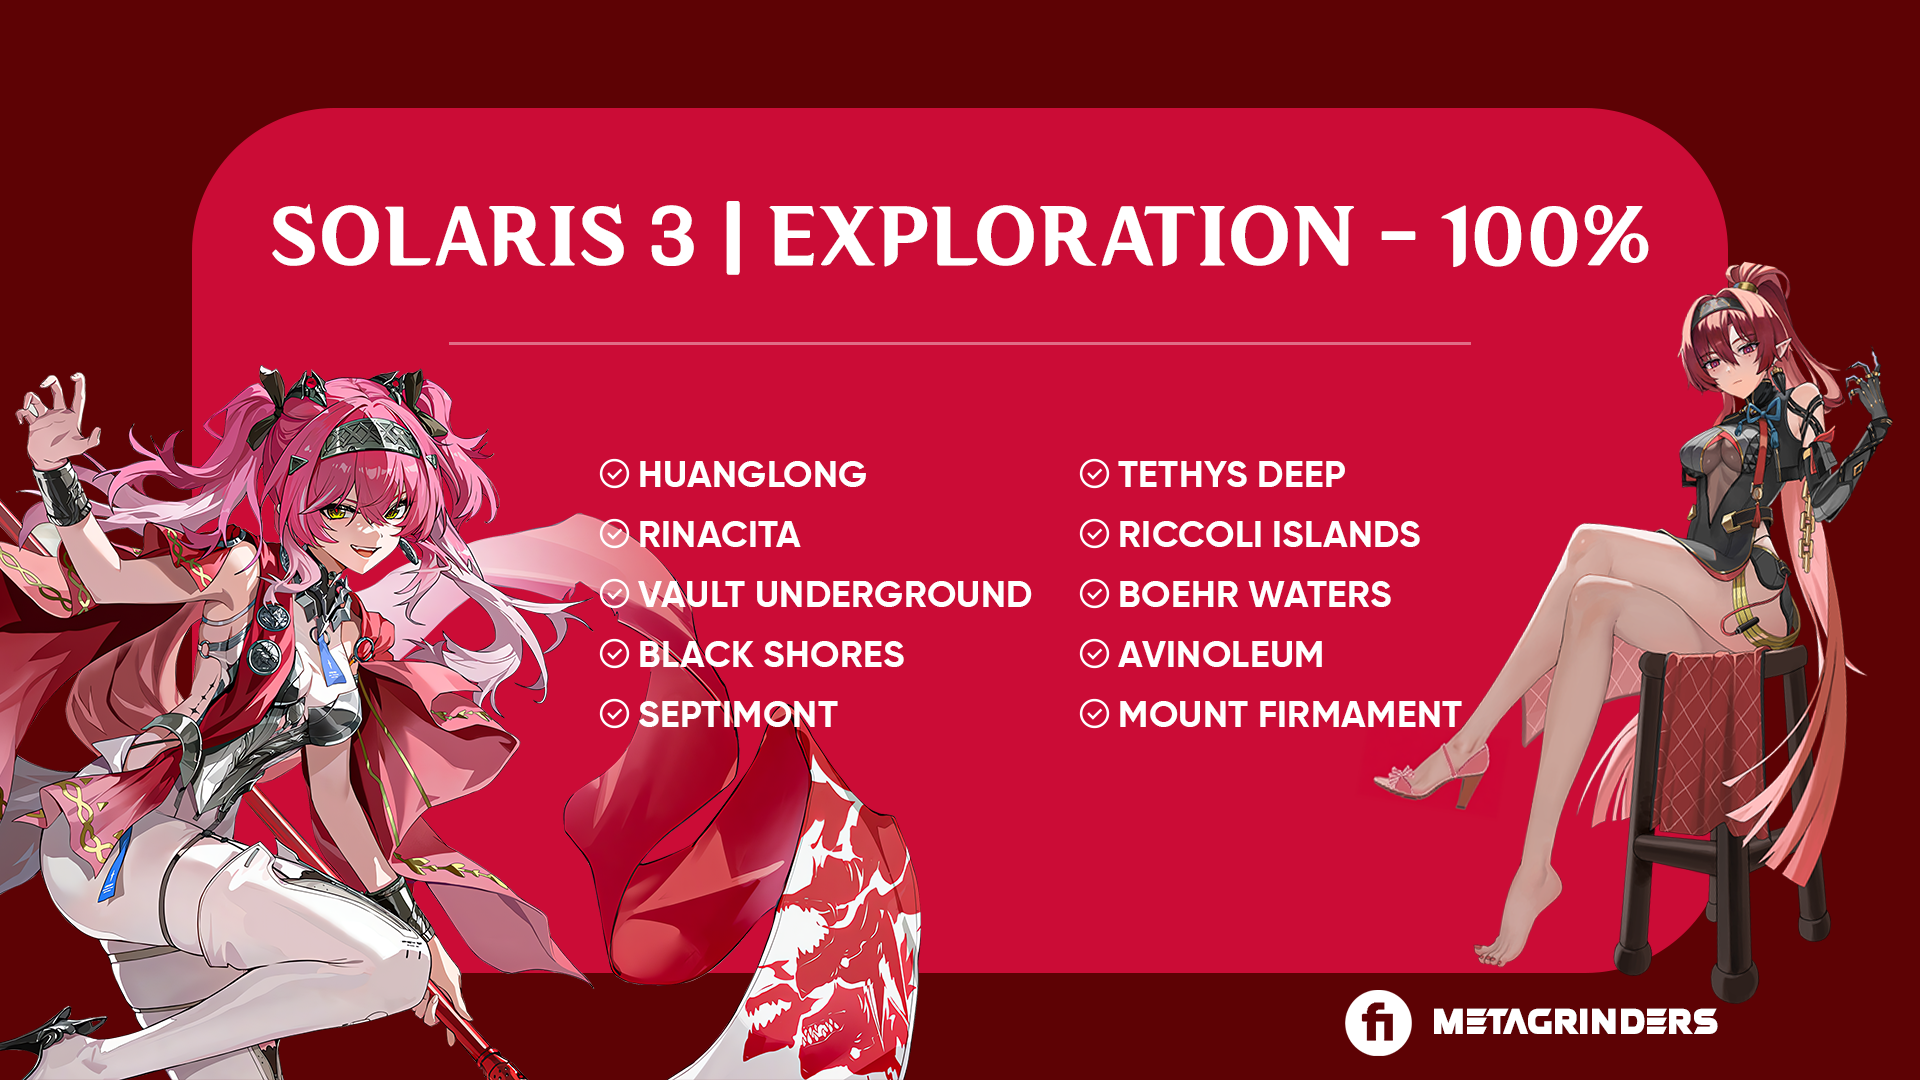 SOLARIS 3 | EXPLORATION - 100%
HUANGLONG
RINACITA
VAULT UNDERGROUND
BLACK SHORES
SEPTIMONT
TETHYS DEEP
RICCOLI ISLANDS
BOEHR WATERS
AVINOLEUM
MOUNT FIRMAMENT
fi METAGRINDERS